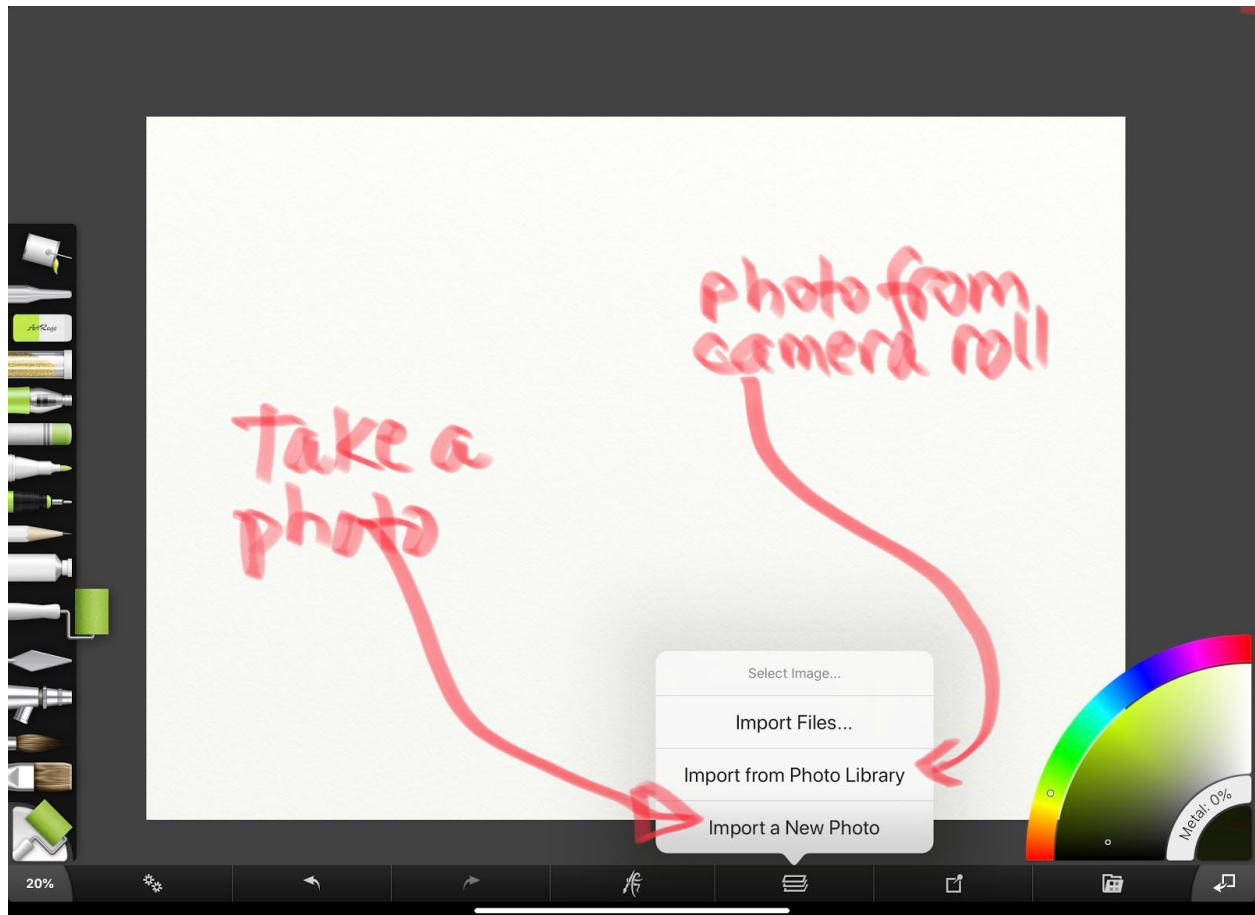 photo from
camera roll
Take a
photo
ArtRage
Select Image...
Import Files...
Import from Photo Library
Import a New Photo
Metal: 0%
20%